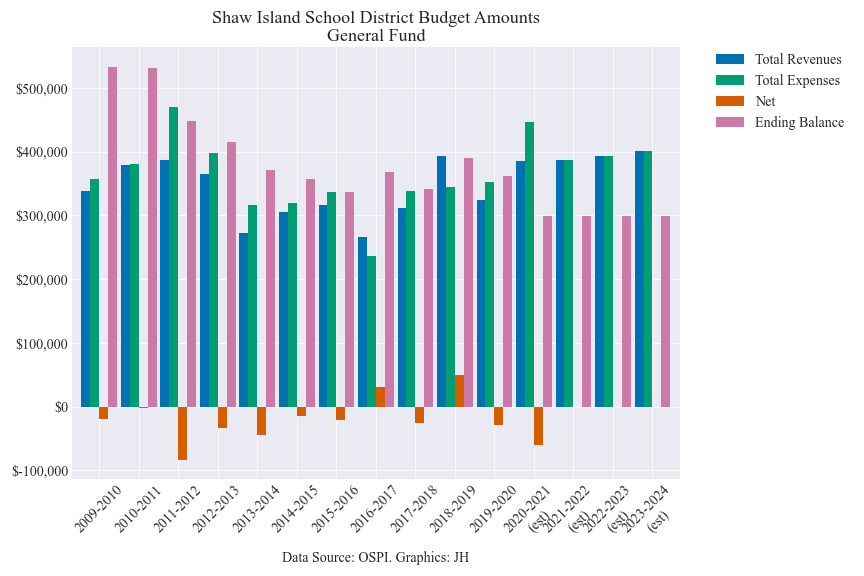 Shaw Island School District Budget Amounts
General Fund
Total Revenues
Total Expenses
Net
Ending Balance
$500,000
$400,000
$300,000
$200,000
$100,000
$0
$-100,000
2009-2010
2010-2011
2011-2012
2012-2013
2013-2014
2014-2015
2015-2016
2016-2017
2017-2018
2018-2019
2019-2020
2020-2021
(est)
2021-2022
(est)
2022-2023
(est)
2023-2024
(est)
Data Source: OSPI. Graphics: JH